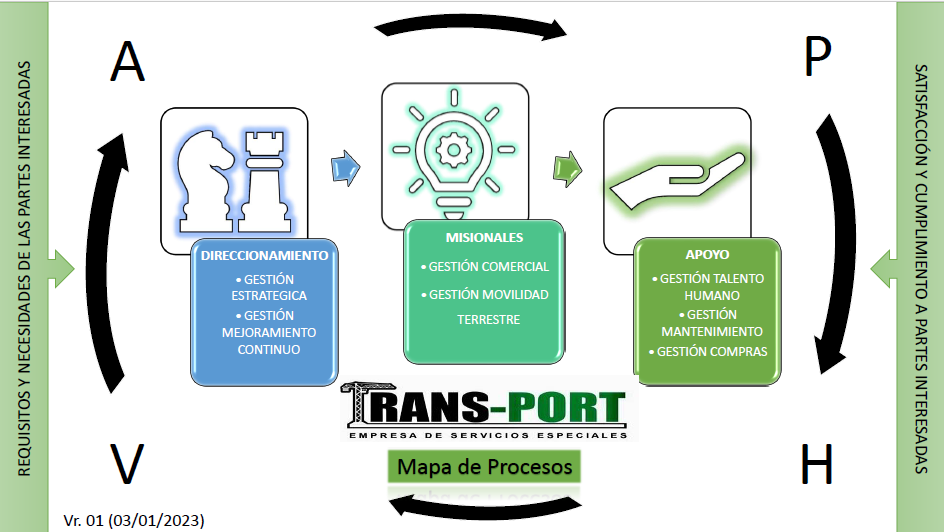 REQUISITOS Y NECESIDADES DE LAS PARTES INTERESADAS
A
P
SATISFACCIÓN Y CUMPLIMIENTO A PARTES INTERESADAS
DIRECCIONAMIENTO
• GESTIÓN
ESTRATEGICA
• GESTIÓN
MEJORAMIENTO
CONTINUO
MISIONALES
• GESTIÓN COMERCIAL
• GESTIÓN MOVILIDAD
TERRESTRE
APOYO
• GESTIÓN TALENTO
HUMANO
• GESTIÓN
MANTENIMIENTO
• GESTIÓN COMPRAS
TRANS-PORT
EMPRESA DE SERVICIOS ESPECIALES
V
H
Mapa de Procesos
Vr. 01 (03/01/2023)